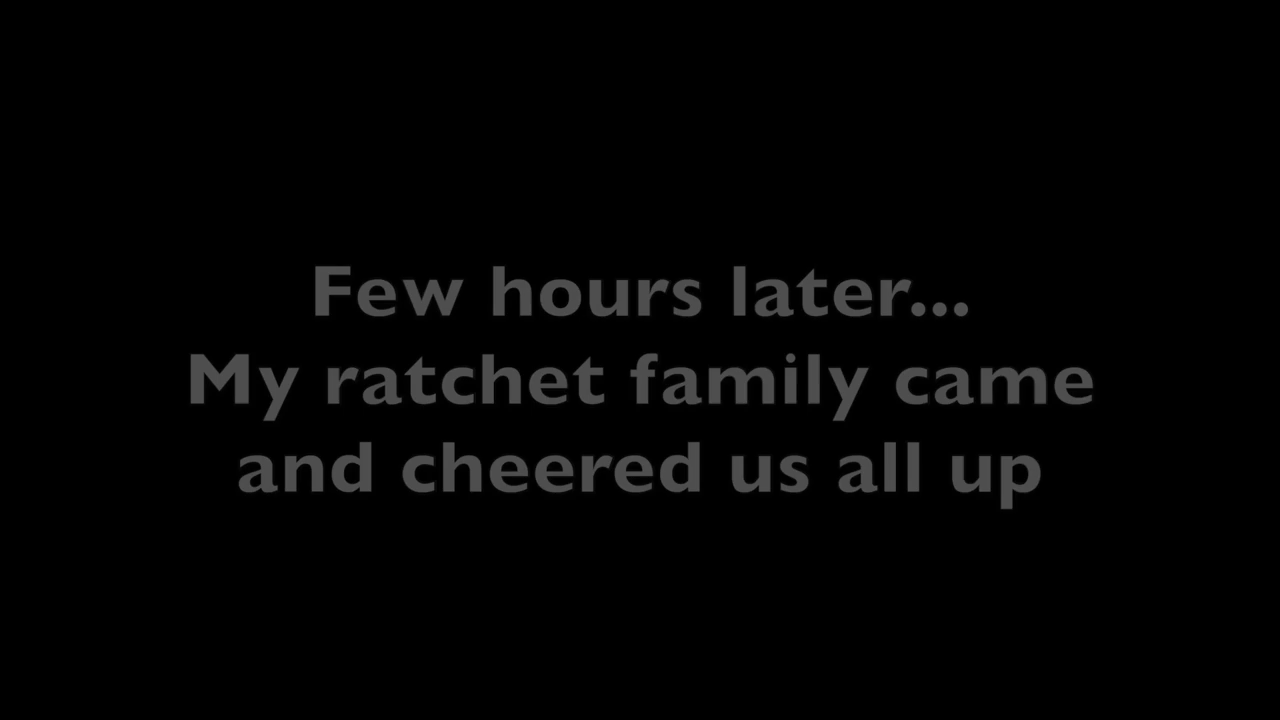 Few hours later...
My ratchet family came
and cheered us all up